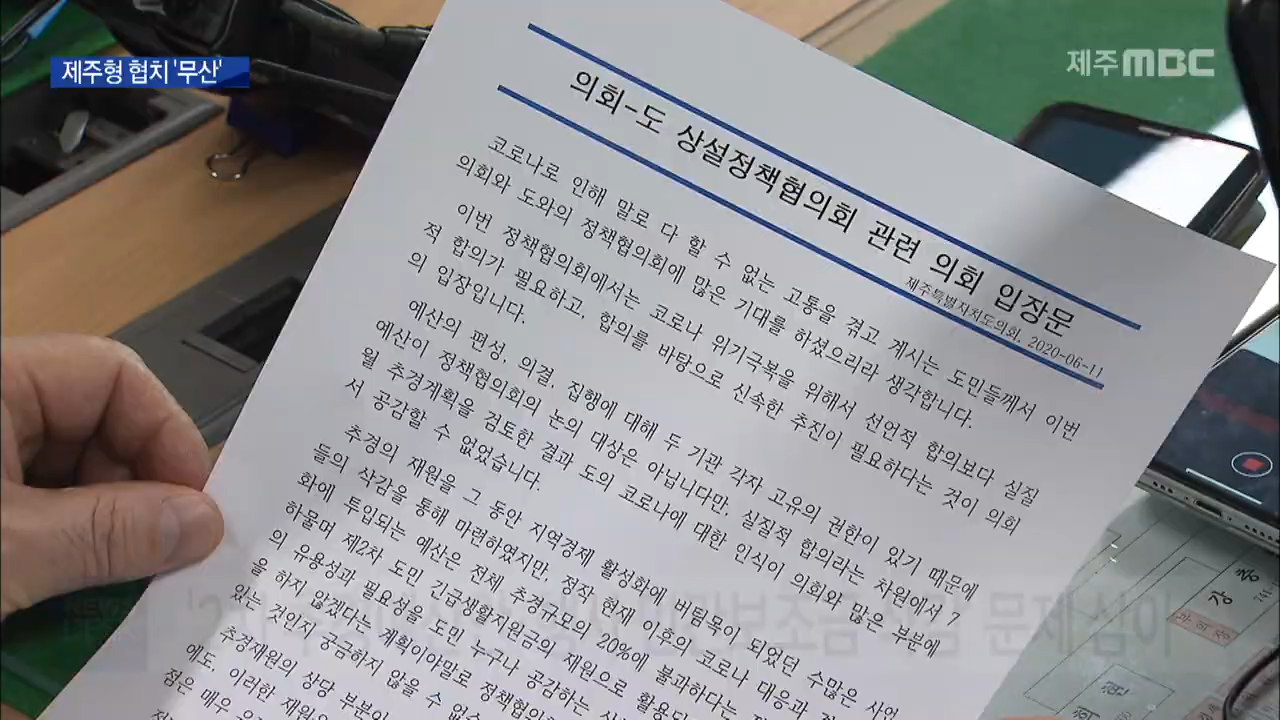 제주형 협치 '무산'
제주MBC
의회-도 상설정책협의회 관련 의회 입장문
제주특별자치도의회, 2020-06-11
코로나로 인해 말로 다 할 수 없는 고통을 겪고 계시는 도민들께서 이번
의회와 도와의 정책협의회에 많은 기대를 하셨으리라 생각합니다.
이번 정책협의회에서는 코로나 위기극복을 위해서 선언적 합의보다 실질
적 합의가 필요하고, 합의를 바탕으로 신속한 추진이 필요하다는 것이 의회
의 입장입니다.
예산의 편성, 의결, 집행에 대해 두 기관 각자 고유의 권한이 있기 때문에
예산이 정책협의회의 논의 대상은 아닙니다만, 실질적 합의라는 차원에서 7
월 추경계획을 검토한 결과 도의 코로나에 대한 인식이 의회와 많은 부분에
서 공감할 수 없었습니다.
추경의 재원을 그 동안 지역경제 활성화에 버팀목이 되었던 수많은 사업
들의 삭감을 통해 마련하였지만, 정작 현재 이후의 코로나 대응과
화에 투입되는 예산은 전체 추경규모의 20%에 불과하다는
하물며 제2차 도민 긴급생활지원금의 재원으로
의 유용성과 필요성을 도민 누구나 공감하는
을 하지 않겠다는 계획이야말로
있는 것인지 궁금하지 않을 수
추경재원의 상당 부분이
에도 이러한
점은 매우